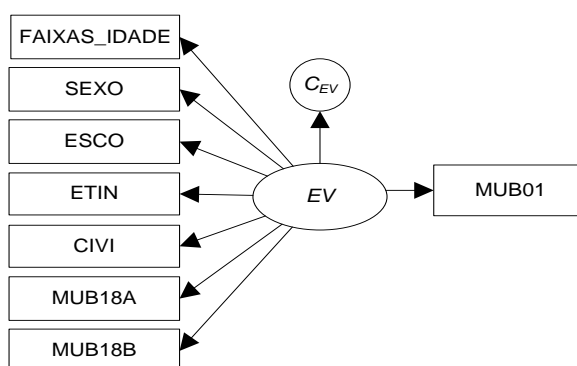 FAIXAS_IDADE
SEXO
ESCO
ETIN
CIVI
MUB18A
MUB18B
C_EV
EV
MUB01